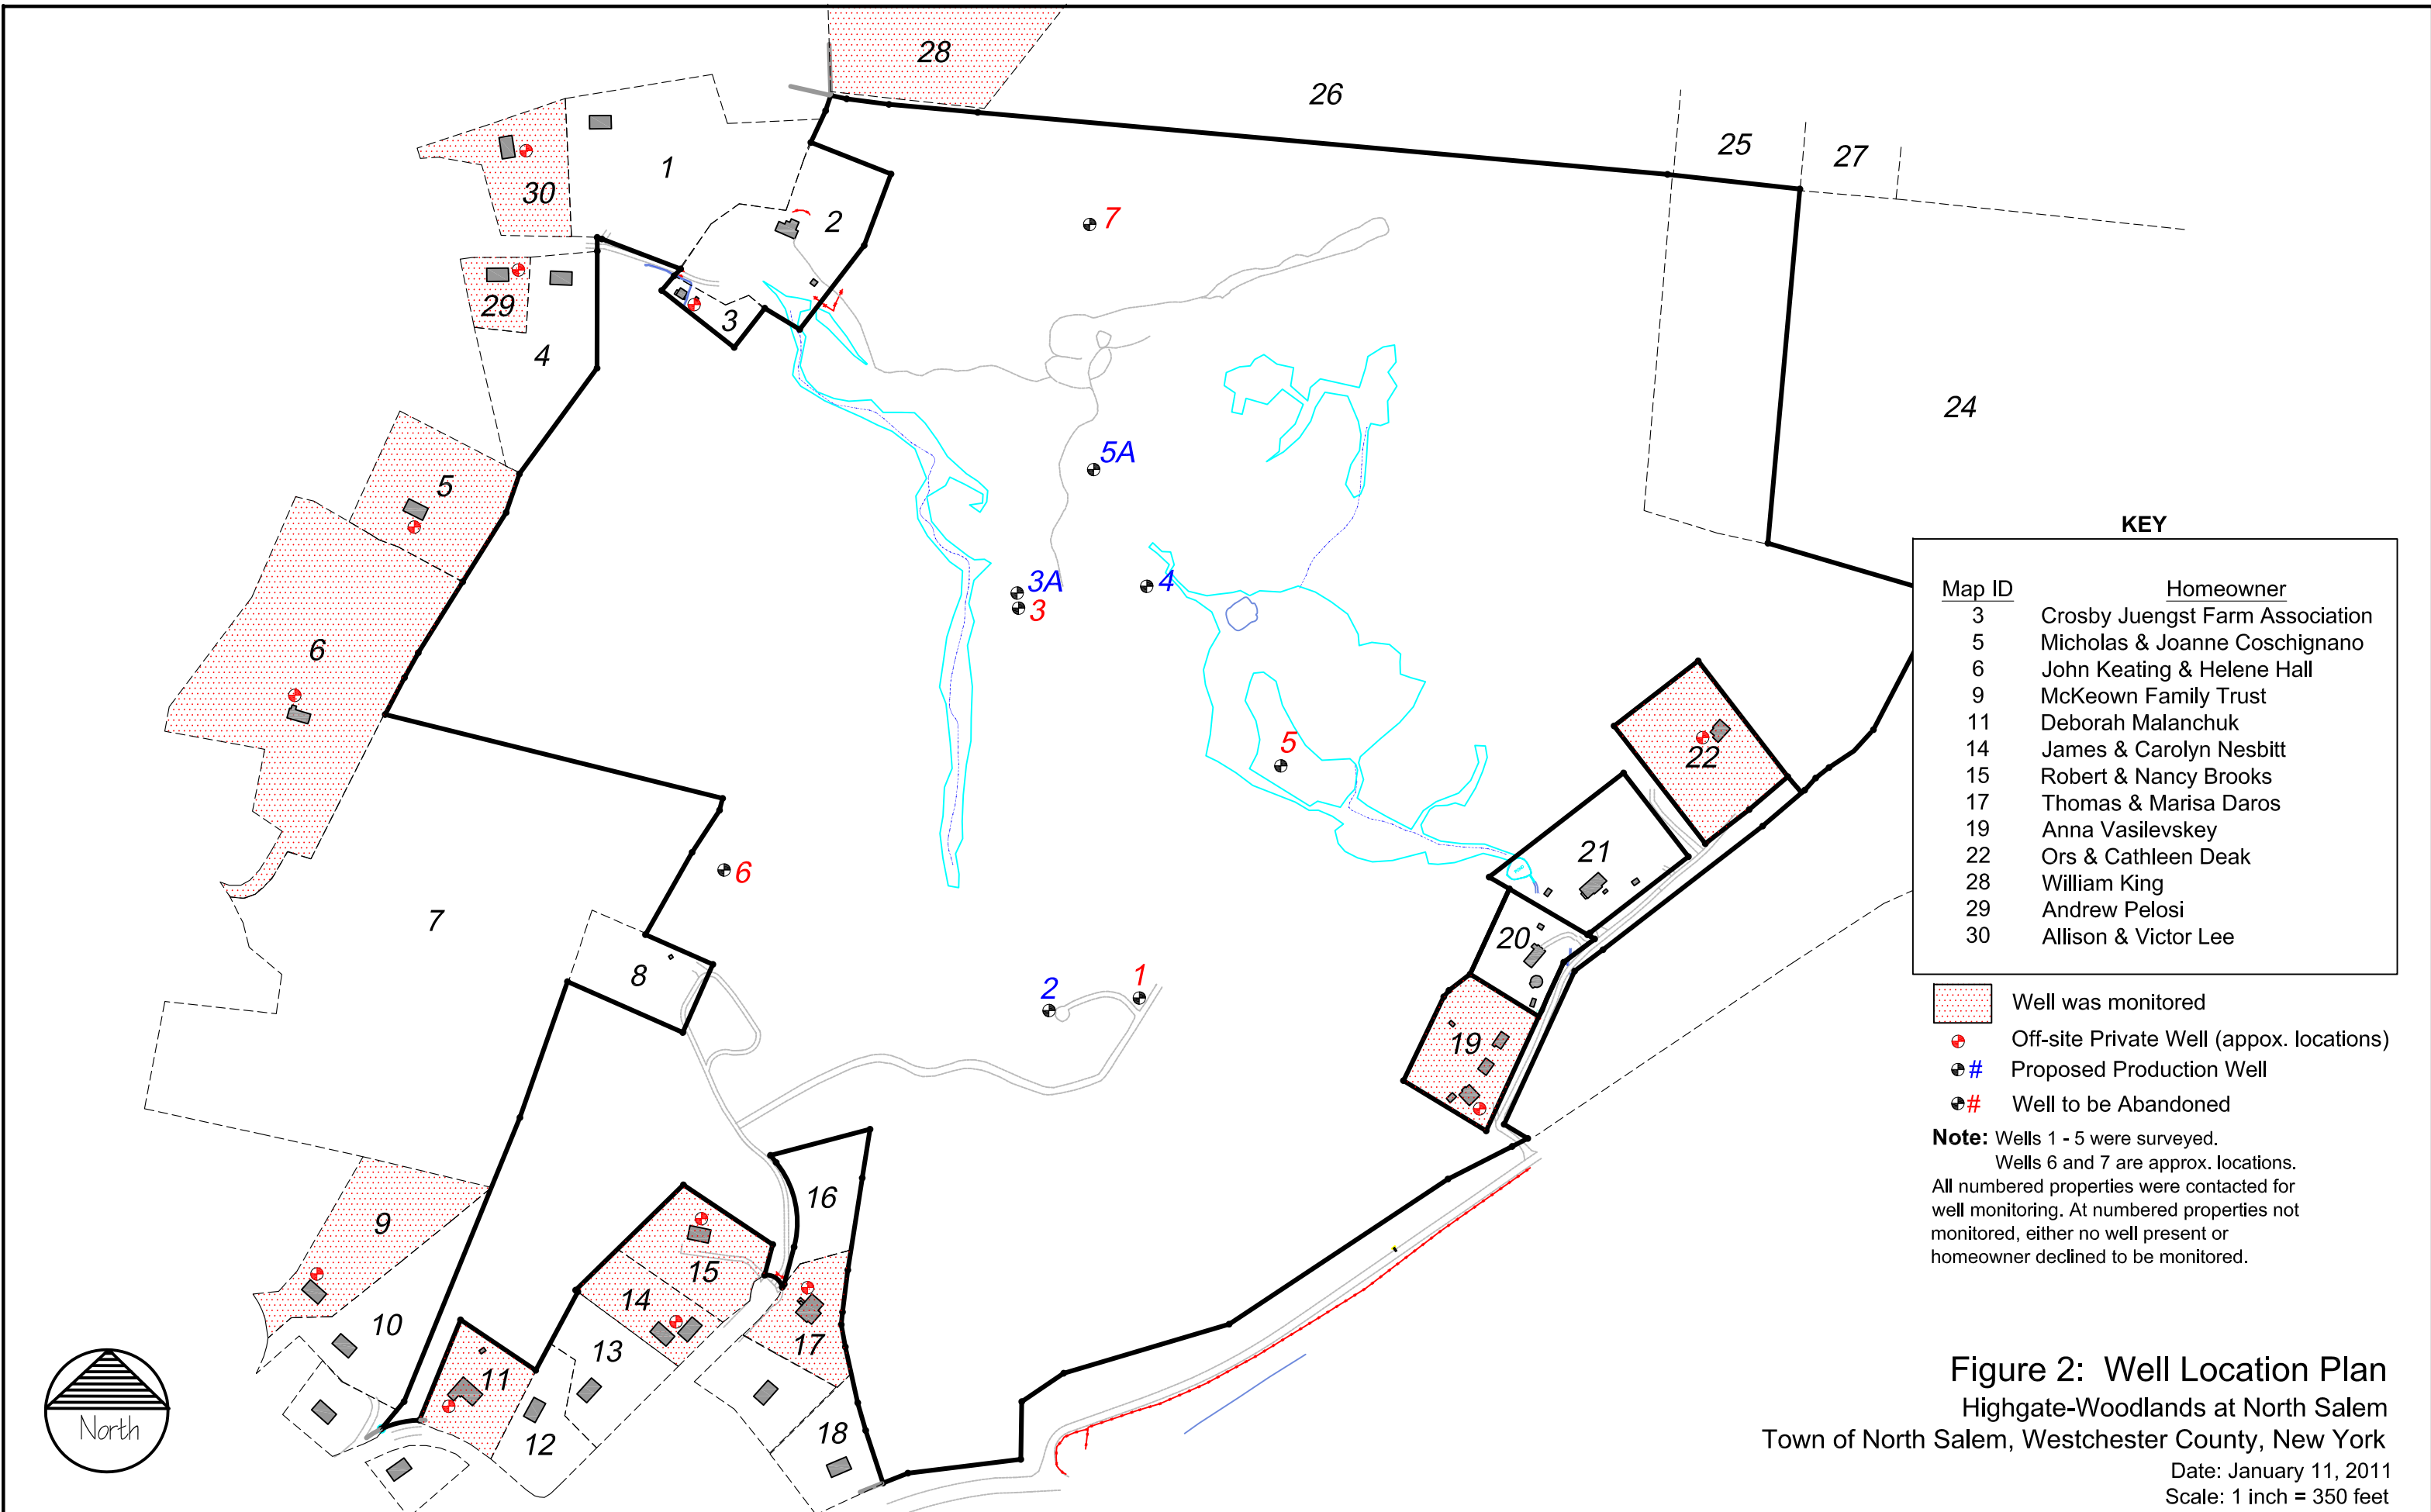 28
26
25
27
1
30
2
7
29
3
4
24
5A
5
KEY
3A
4
3
Map ID Homeowner
3 Crosby Juengst Farm Association
5 Micholas & Joanne Coschignano
6 John Keating & Helene Hall
9 McKeown Family Trust
11 Deborah Malanchuk
14 James & Carolyn Nesbitt
15 Robert & Nancy Brooks
17 Thomas & Marisa Daros
19 Anna Vasilevskey
22 Ors & Cathleen Deak
28 William King
29 Andrew Pelosi
30 Allison & Victor Lee
6
5
22
21
6
7
20
8
1
2
19
Well was monitored
Off-site Private Well (appox. locations)
# Proposed Production Well
# Well to be Abandoned
Note: Wells 1 - 5 were surveyed.
Wells 6 and 7 are approx. locations.
All numbered properties were contacted for
well monitoring. At numbered properties not
monitored, either no well present or
homeowner declined to be monitored.
16
9
15
14
10
17
13
11
18
12
North
Figure 2: Well Location Plan
Highgate-Woodlands at North Salem
Town of North Salem, Westchester County, New York
Date: January 11, 2011
Scale: 1 inch = 350 feet